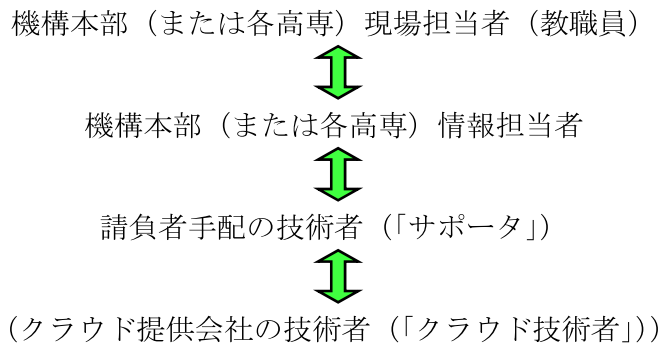 機構本部（または各高専）現場担当者（教職員）
機構本部（または各高専）情報担当者
請負者手配の技術者（「サポータ」）
（クラウド提供会社の技術者（「クラウド技術者」））